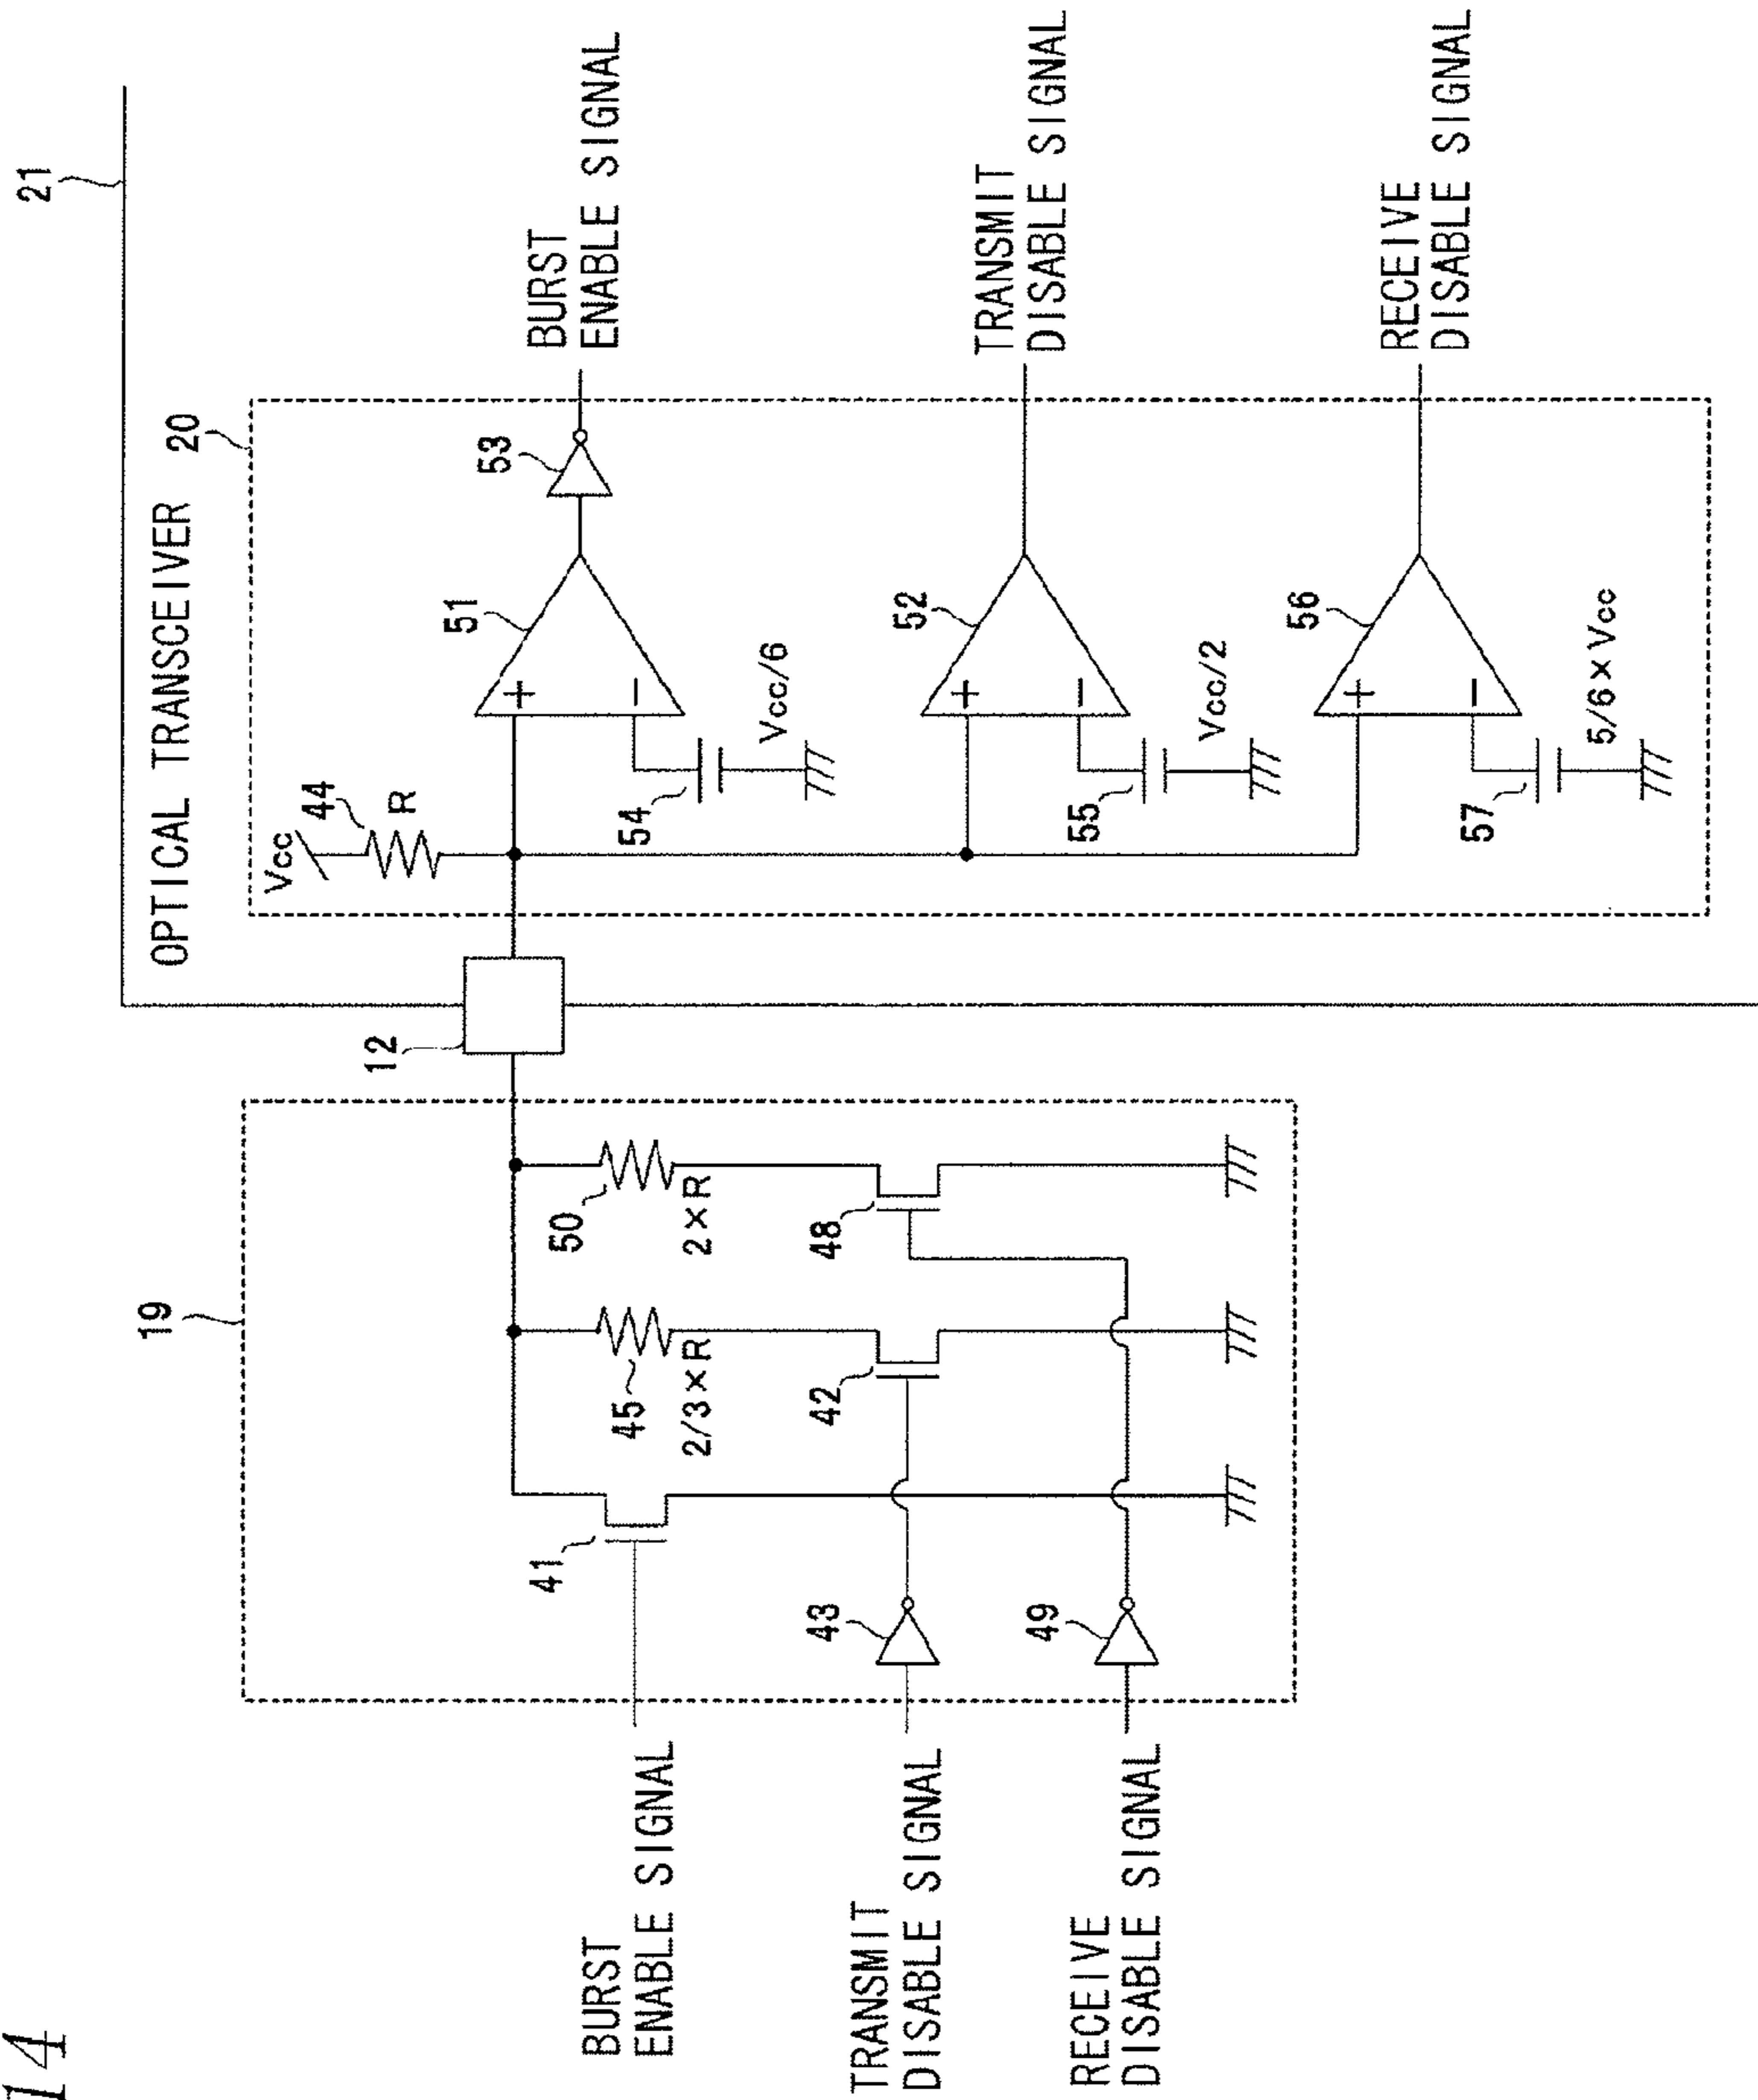 14
21
OPTICAL TRANSCEIVER
20
19
12
Vcc
44
R
51
53
54
Vcc/6
BURST
ENABLE SIGNAL
52
55
Vcc/2
TRANSMIT
DISABLE SIGNAL
56
57
5/6×Vcc
RECEIVE
DISABLE SIGNAL
50
2×R
48
45
2/3×R
42
41
43
49
BURST
ENABLE SIGNAL
TRANSMIT
DISABLE SIGNAL
RECEIVE
DISABLE SIGNAL
+
−
+
−
+
−